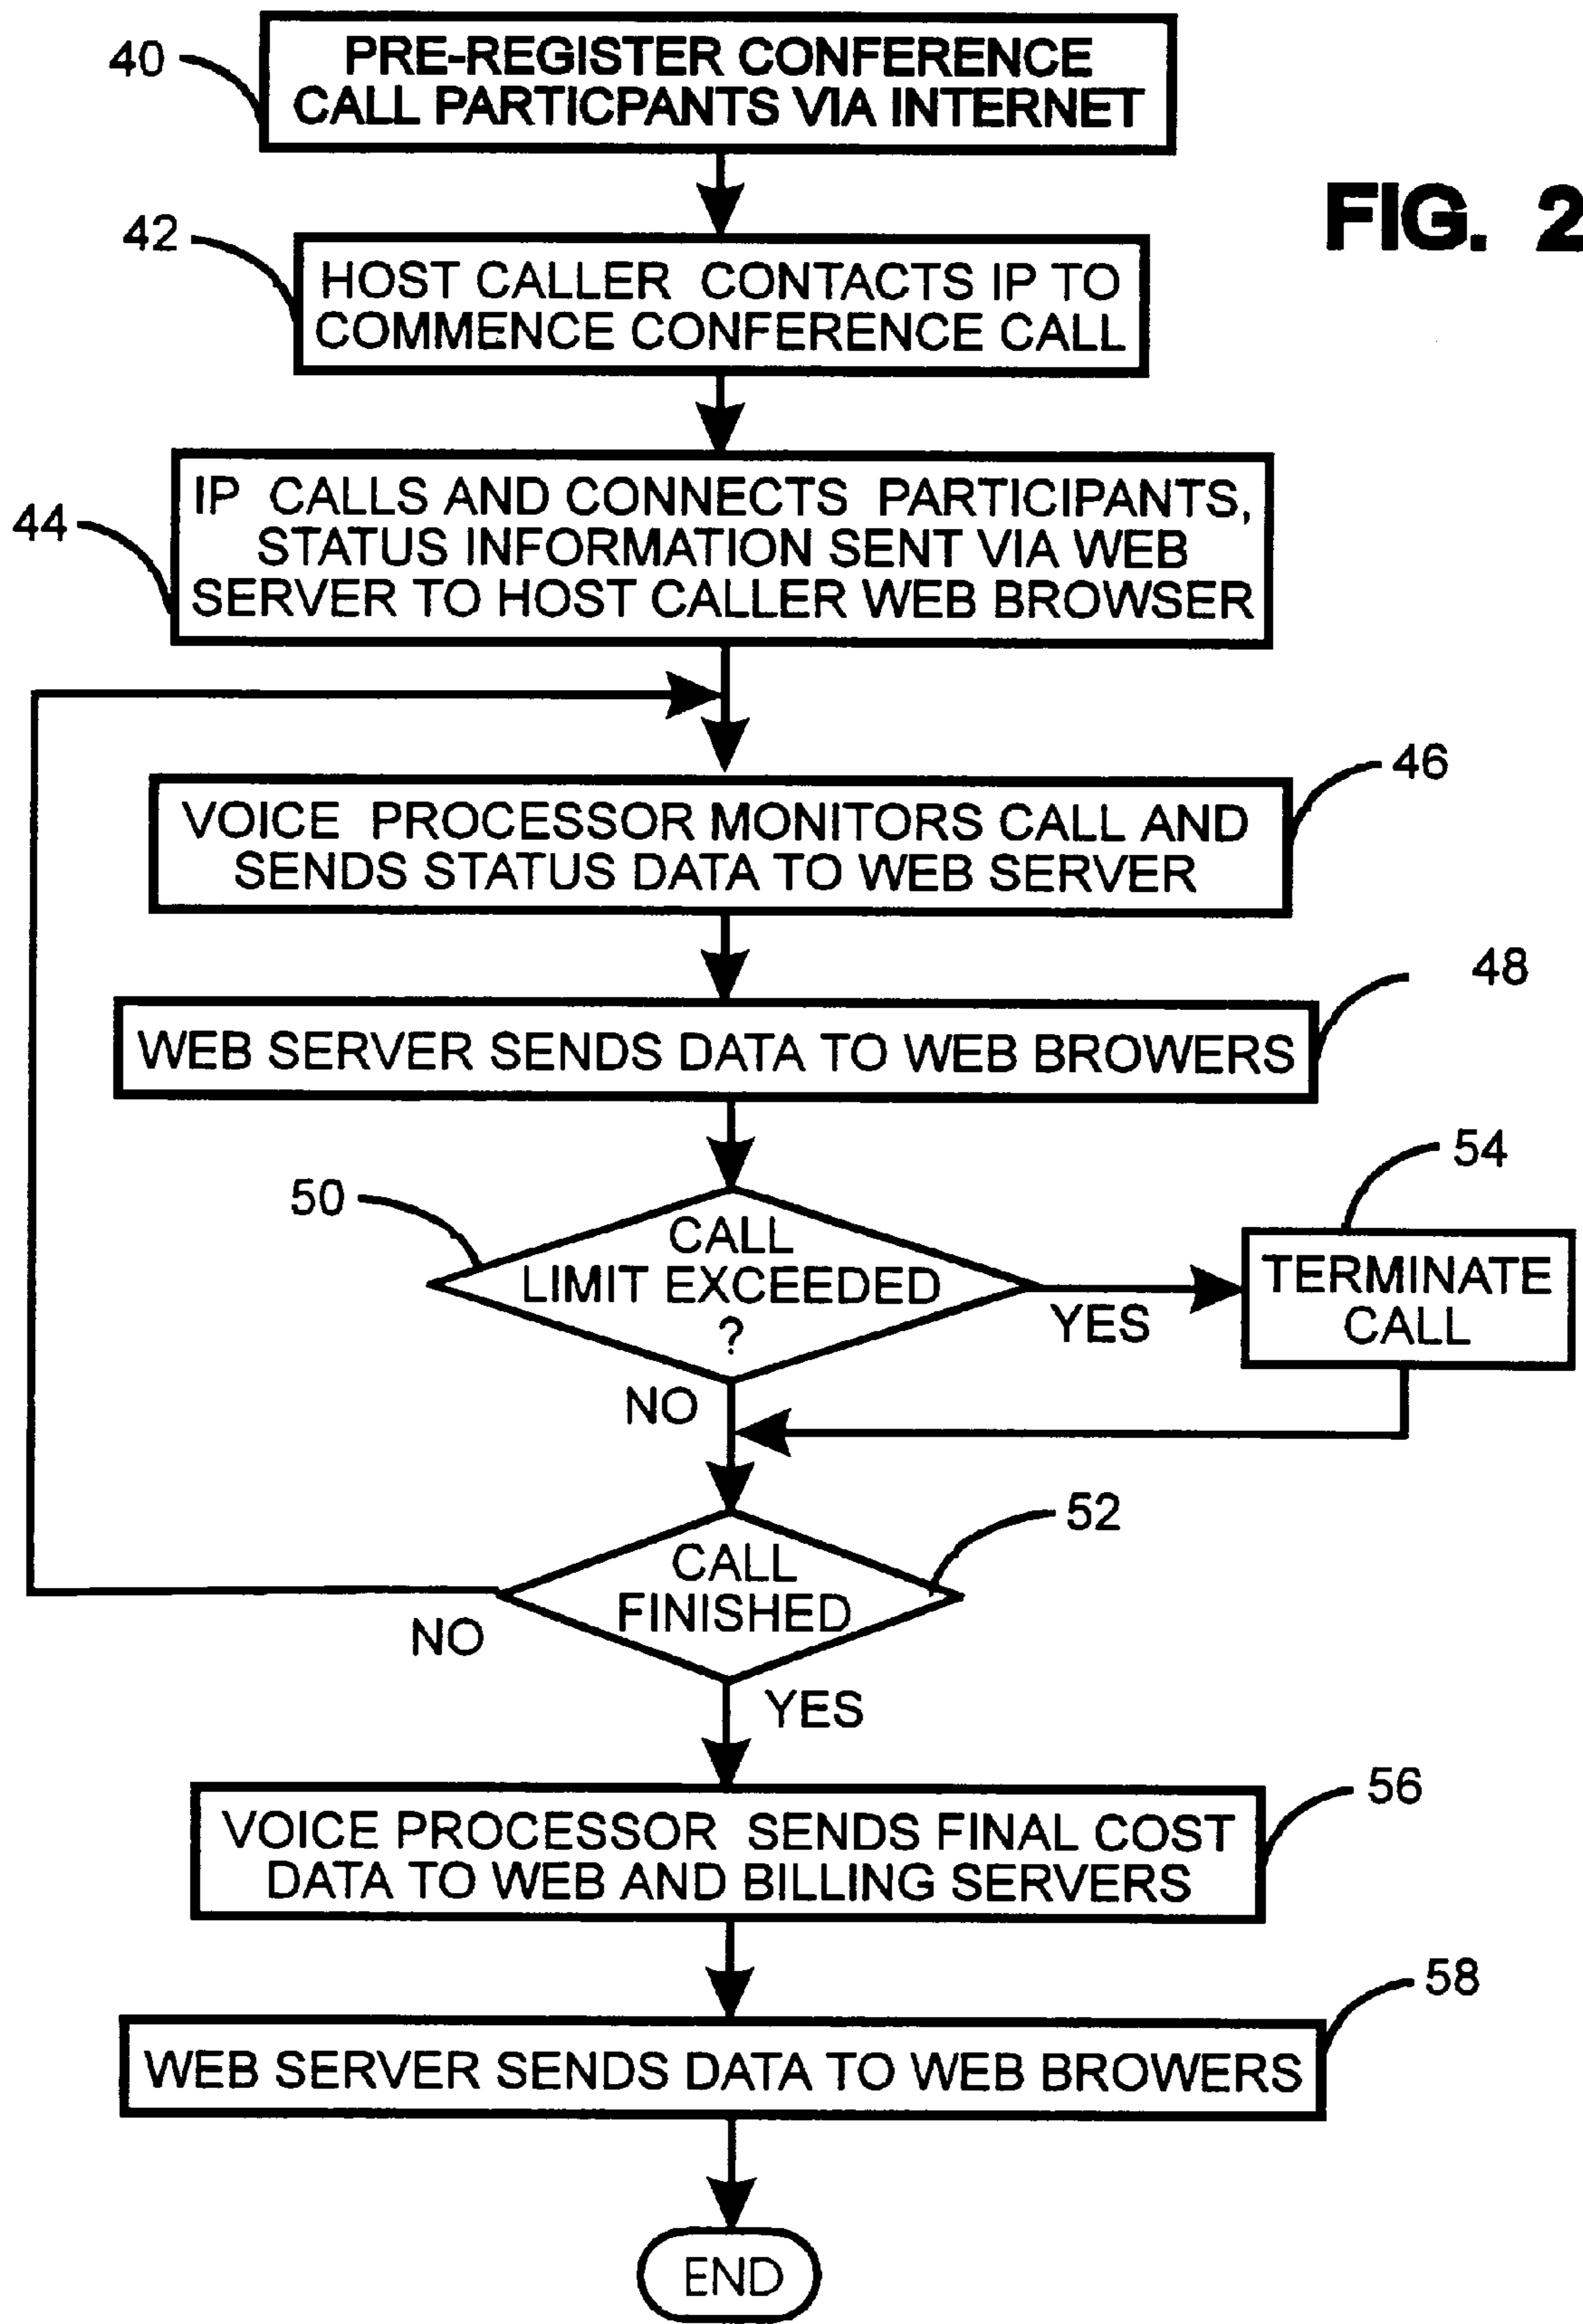 40
PRE-REGISTER CONFERENCE
CALL PARTICPANTS VIA INTERNET
FIG. 2
42
HOST CALLER CONTACTS IP TO
COMMENCE CONFERENCE CALL
44
IP CALLS AND CONNECTS PARTICIPANTS,
STATUS INFORMATION SENT VIA WEB
SERVER TO HOST CALLER WEB BROWSER
46
VOICE PROCESSOR MONITORS CALL AND
SENDS STATUS DATA TO WEB SERVER
48
WEB SERVER SENDS DATA TO WEB BROWERS
50
CALL
LIMIT EXCEEDED
?
YES
54
TERMINATE
CALL
NO
52
CALL
FINISHED
NO
YES
56
VOICE PROCESSOR SENDS FINAL COST
DATA TO WEB AND BILLING SERVERS
58
WEB SERVER SENDS DATA TO WEB BROWERS
END